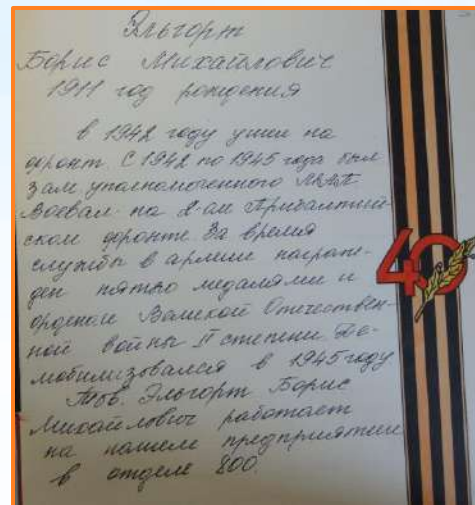 Эльгорт
Борис Михайлович
1911 год рождения
в 1942 году ушел на
фронт. С 1942 по 1945 года был
зам. уполномоченного
Воевал на 2-ом Прибалтий-
ском фронте. За время
службы в армии награж-
ден пятью медалями и
орденом Великой Отечествен-
ной войны II степени. Де-
мобилизовался в 1945 году
Тов. Эльгорт Борис
Михайлович работает
на нашем предприятии
в отделе 800.
40